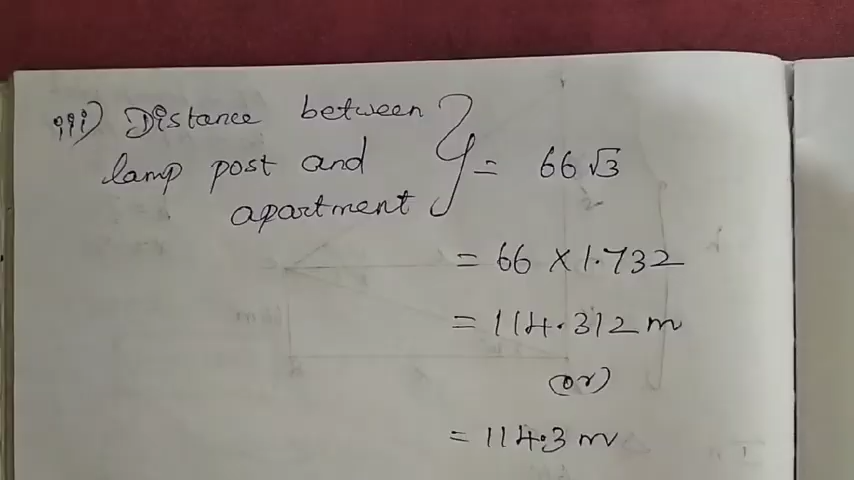 iii) Distance between
lamp post and
apartment } = 66 √3
= 66 × 1.732
= 114.312 m
(or)
= 114.3 m